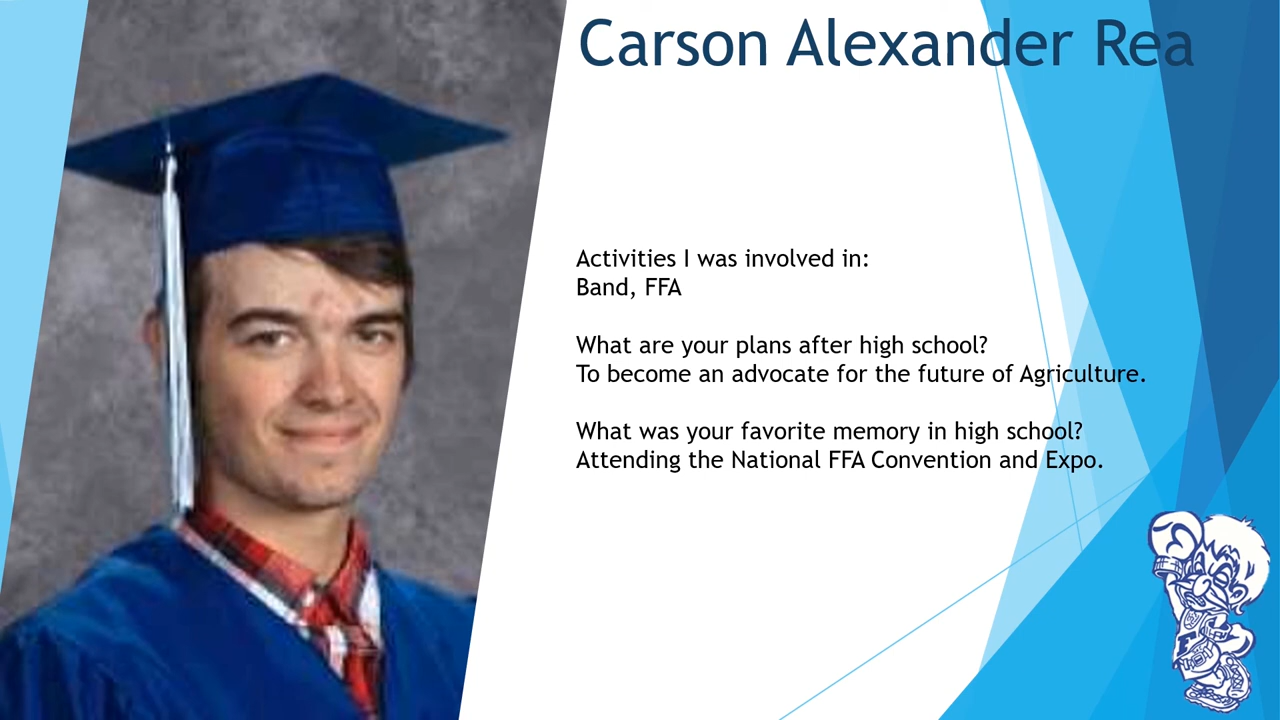 Carson Alexander Rea
Activities I was involved in:
Band, FFA
What are your plans after high school?
To become an advocate for the future of Agriculture.
What was your favorite memory in high school?
Attending the National FFA Convention and Expo.